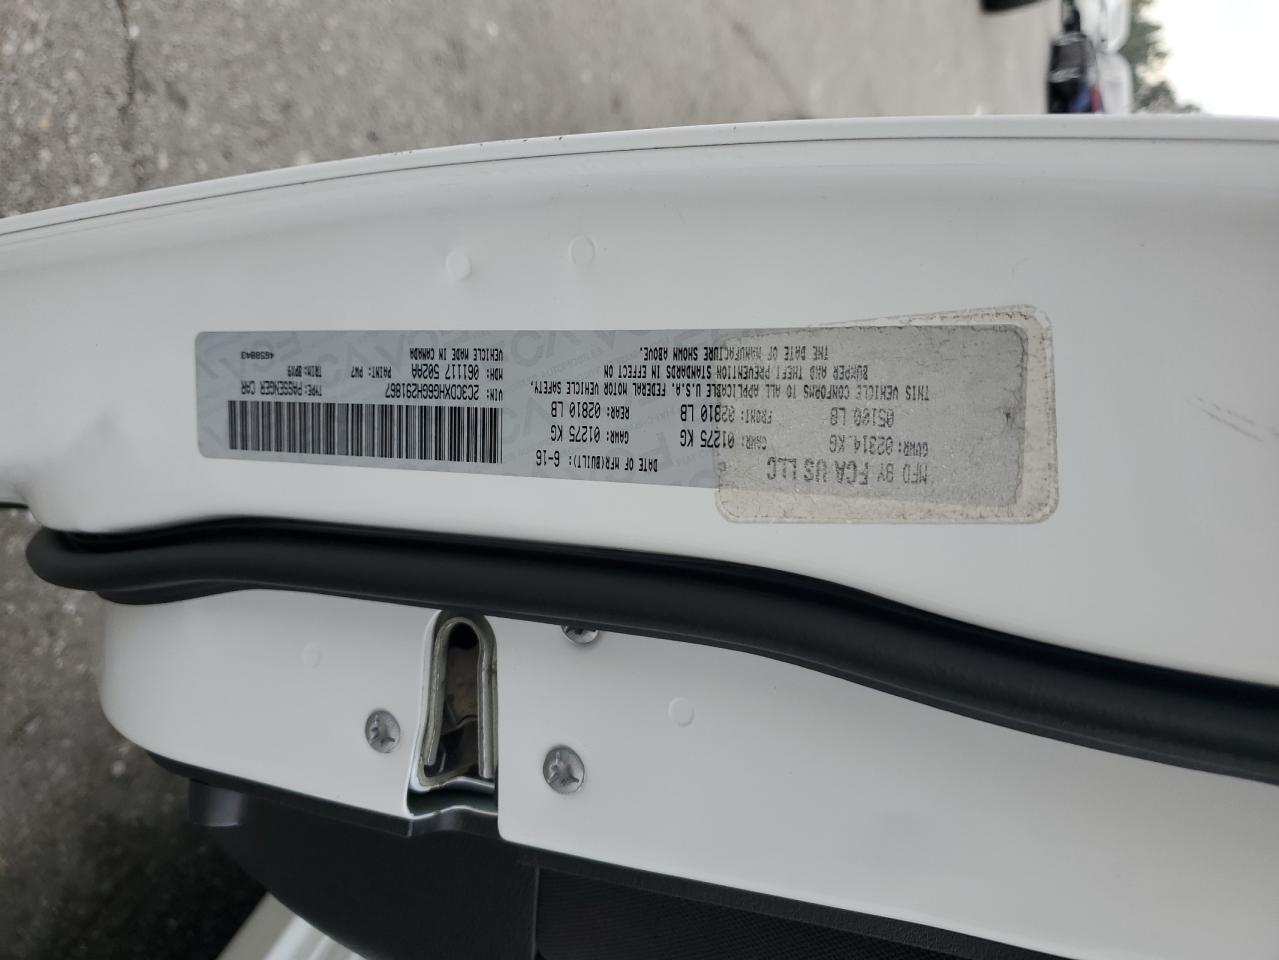 MFD BY FCA US LLC DATE OF MFR(BUILT): 6-16
GVWR: 02314 KG GAWR: 01275 KG GAWR: 01275 KG
05100 LB FRONT: 02810 LB REAR: 02810 LB
THIS VEHICLE CONFORMS TO ALL APPLICABLE U.S.A. FEDERAL MOTOR VEHICLE SAFETY,
BUMPER AND THEFT PREVENTION STANDARDS IN EFFECT ON
THE DATE OF MANUFACTURE SHOWN ABOVE.
VIN: 2C3CDXHG6GH291867 TYPE: PASSENGER CAR
MDH: 061117 502AA PAINT: PW7 TRIM: BPX9
VEHICLE MADE IN CANADA 4658843